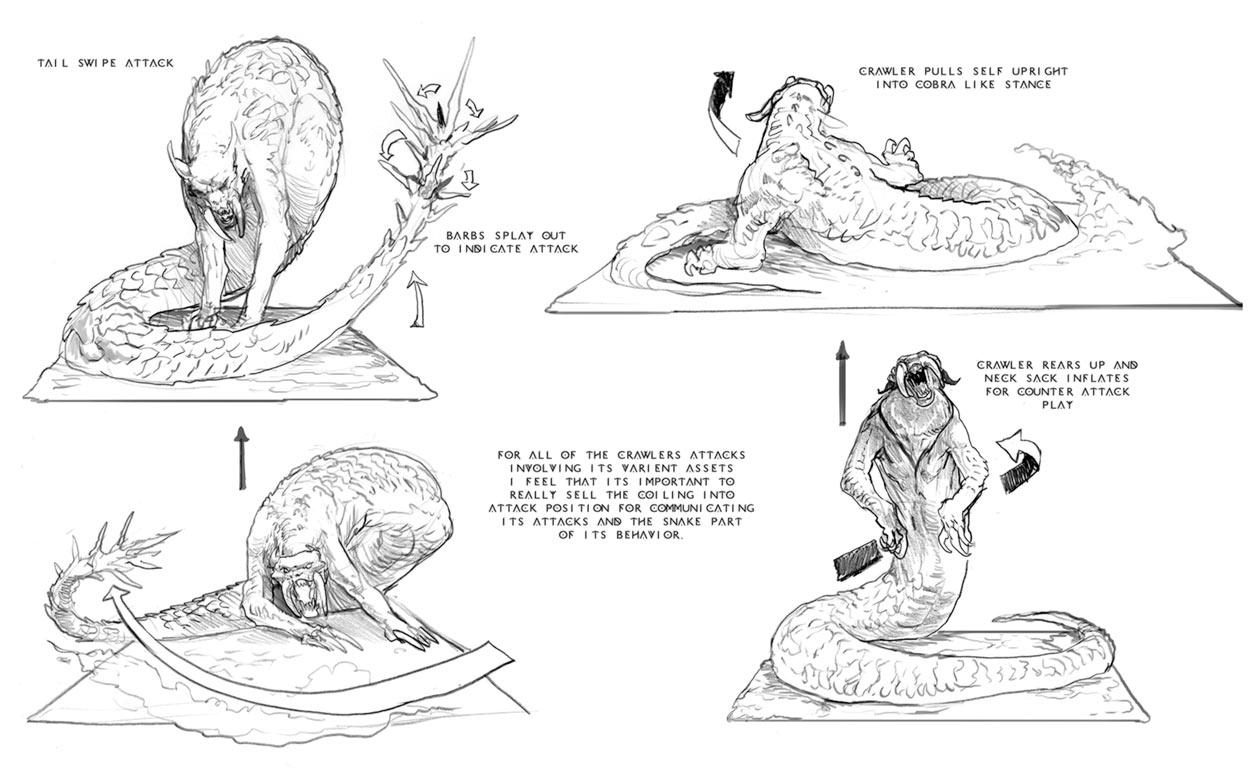 TAIL SWIPE ATTACK
BARBS SPLAY OUT
TO INDICATE ATTACK
CRAWLER PULLS SELF UPRIGHT
INTO COBRA LIKE STANCE
FOR ALL OF THE CRAWLERS ATTACKS
INVOLVING ITS VARIENT ASSETS
I FEEL THAT ITS IMPORTANT TO
REALLY SELL THE COILING INTO
ATTACK POSITION FOR COMMUNICATING
ITS ATTACKS AND THE SNAKE PART
OF ITS BEHAVIOR.
CRAWLER REARS UP AND
NECK SACK INFLATES
FOR COUNTER ATTACK
PLAY